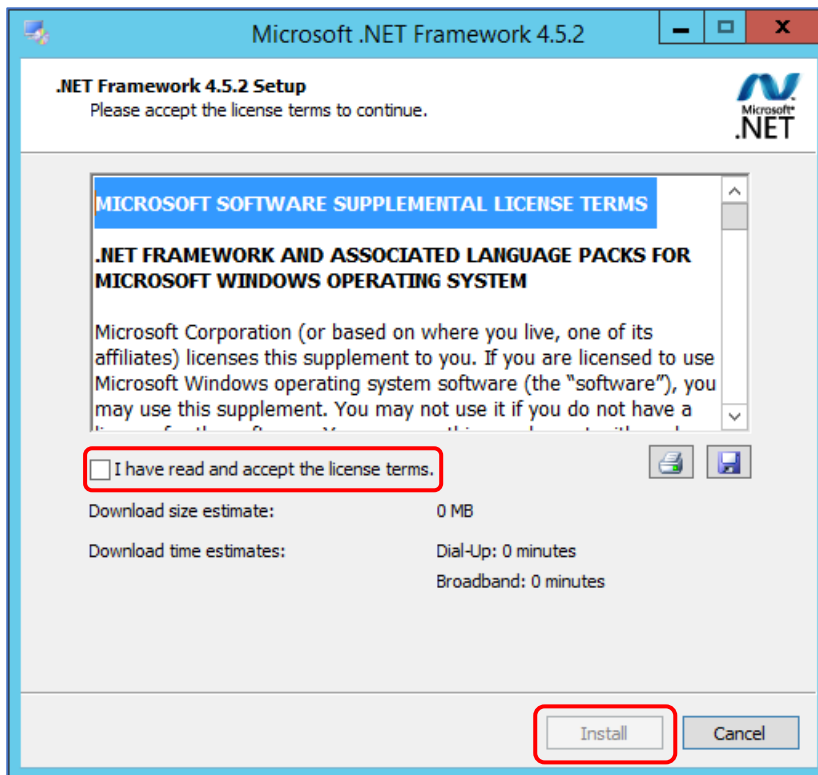 Microsoft .NET Framework 4.5.2
.NET Framework 4.5.2 Setup
Please accept the license terms to continue.
Microsoft®
.NET
MICROSOFT SOFTWARE SUPPLEMENTAL LICENSE TERMS
.NET FRAMEWORK AND ASSOCIATED LANGUAGE PACKS FOR
MICROSOFT WINDOWS OPERATING SYSTEM
Microsoft Corporation (or based on where you live, one of its
affiliates) licenses this supplement to you. If you are licensed to use
Microsoft Windows operating system software (the “software”), you
may use this supplement. You may not use it if you do not have a
I have read and accept the license terms.
Download size estimate: 0 MB
Download time estimates: Dial-Up: 0 minutes
Broadband: 0 minutes
Install Cancel